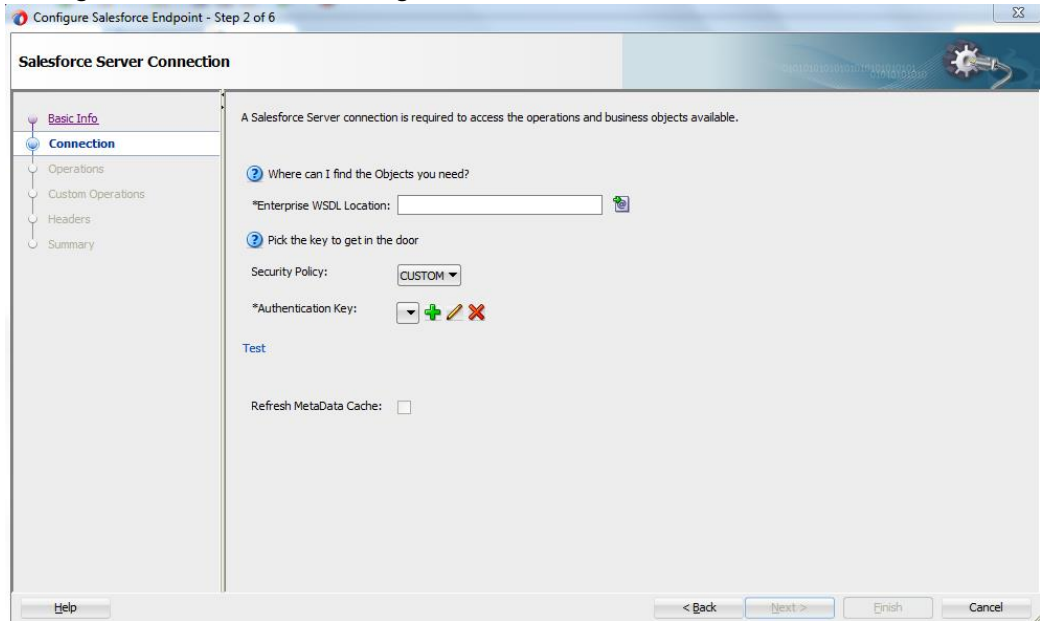 Configure Salesforce Endpoint - Step 2 of 6
Salesforce Server Connection
Basic Info
Connection
Operations
Custom Operations
Headers
Summary
A Salesforce Server connection is required to access the operations and business objects available.
Where can I find the Objects you need?
*Enterprise WSDL Location:
Pick the key to get in the door
Security Policy: CUSTOM
*Authentication Key:
Test
Refresh MetaData Cache:
Help < Back Next > Finish Cancel